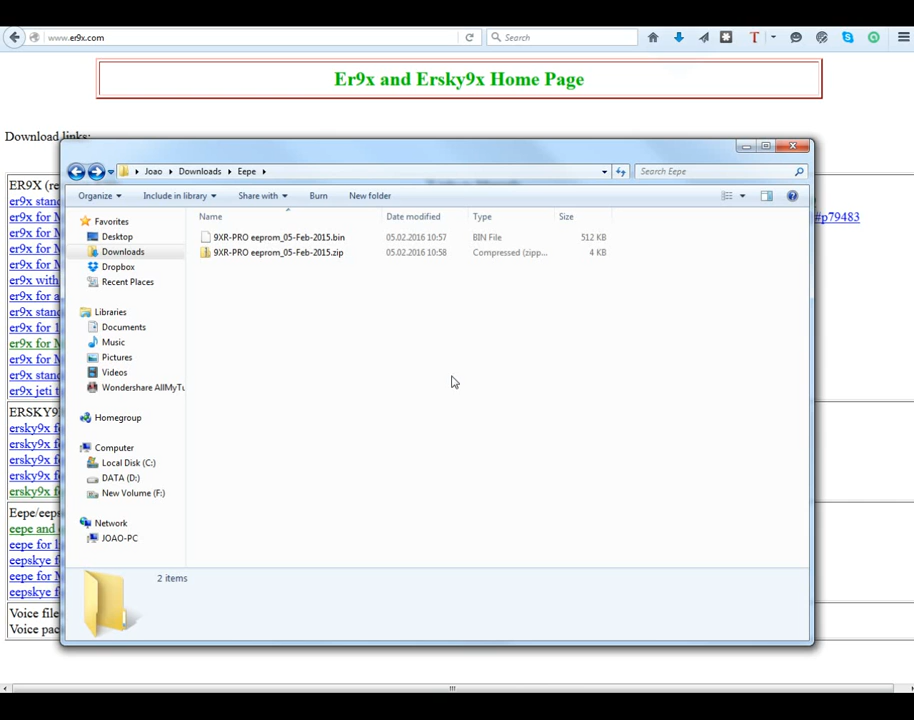 www.er9x.com
Search
Er9x and Ersky9x Home Page
Download links:
Joao Downloads Eepe
Search Eepe
Organize Include in library Share with Burn New folder
Name Date modified Type Size
9XR-PRO eeprom_05-Feb-2015.bin 05.02.2016 10:57 BIN File 512 KB
9XR-PRO eeprom_05-Feb-2015.zip 05.02.2016 10:58 Compressed (zipp... 4 KB
Favorites
Desktop
Downloads
Dropbox
Recent Places
Libraries
Documents
Music
Pictures
Videos
Wondershare AllMyTu
Homegroup
Computer
Local Disk (C:)
DATA (D:)
New Volume (F:)
Network
JOAO-PC
2 items
ER9X (re
er9x stan
er9x for M
#p79483
er9x for M
er9x for M
er9x for M
er9x with
er9x for a
er9x stan
er9x for 1
er9x for M
er9x for M
er9x stan
er9x jeti t
ERSKY9
ersky9x f
ersky9x f
ersky9x f
ersky9x f
ersky9x f
Eepe/eeps
eepe and
eepe for
eepskye f
eepe for M
eepskye f
Voice file
Voice pac